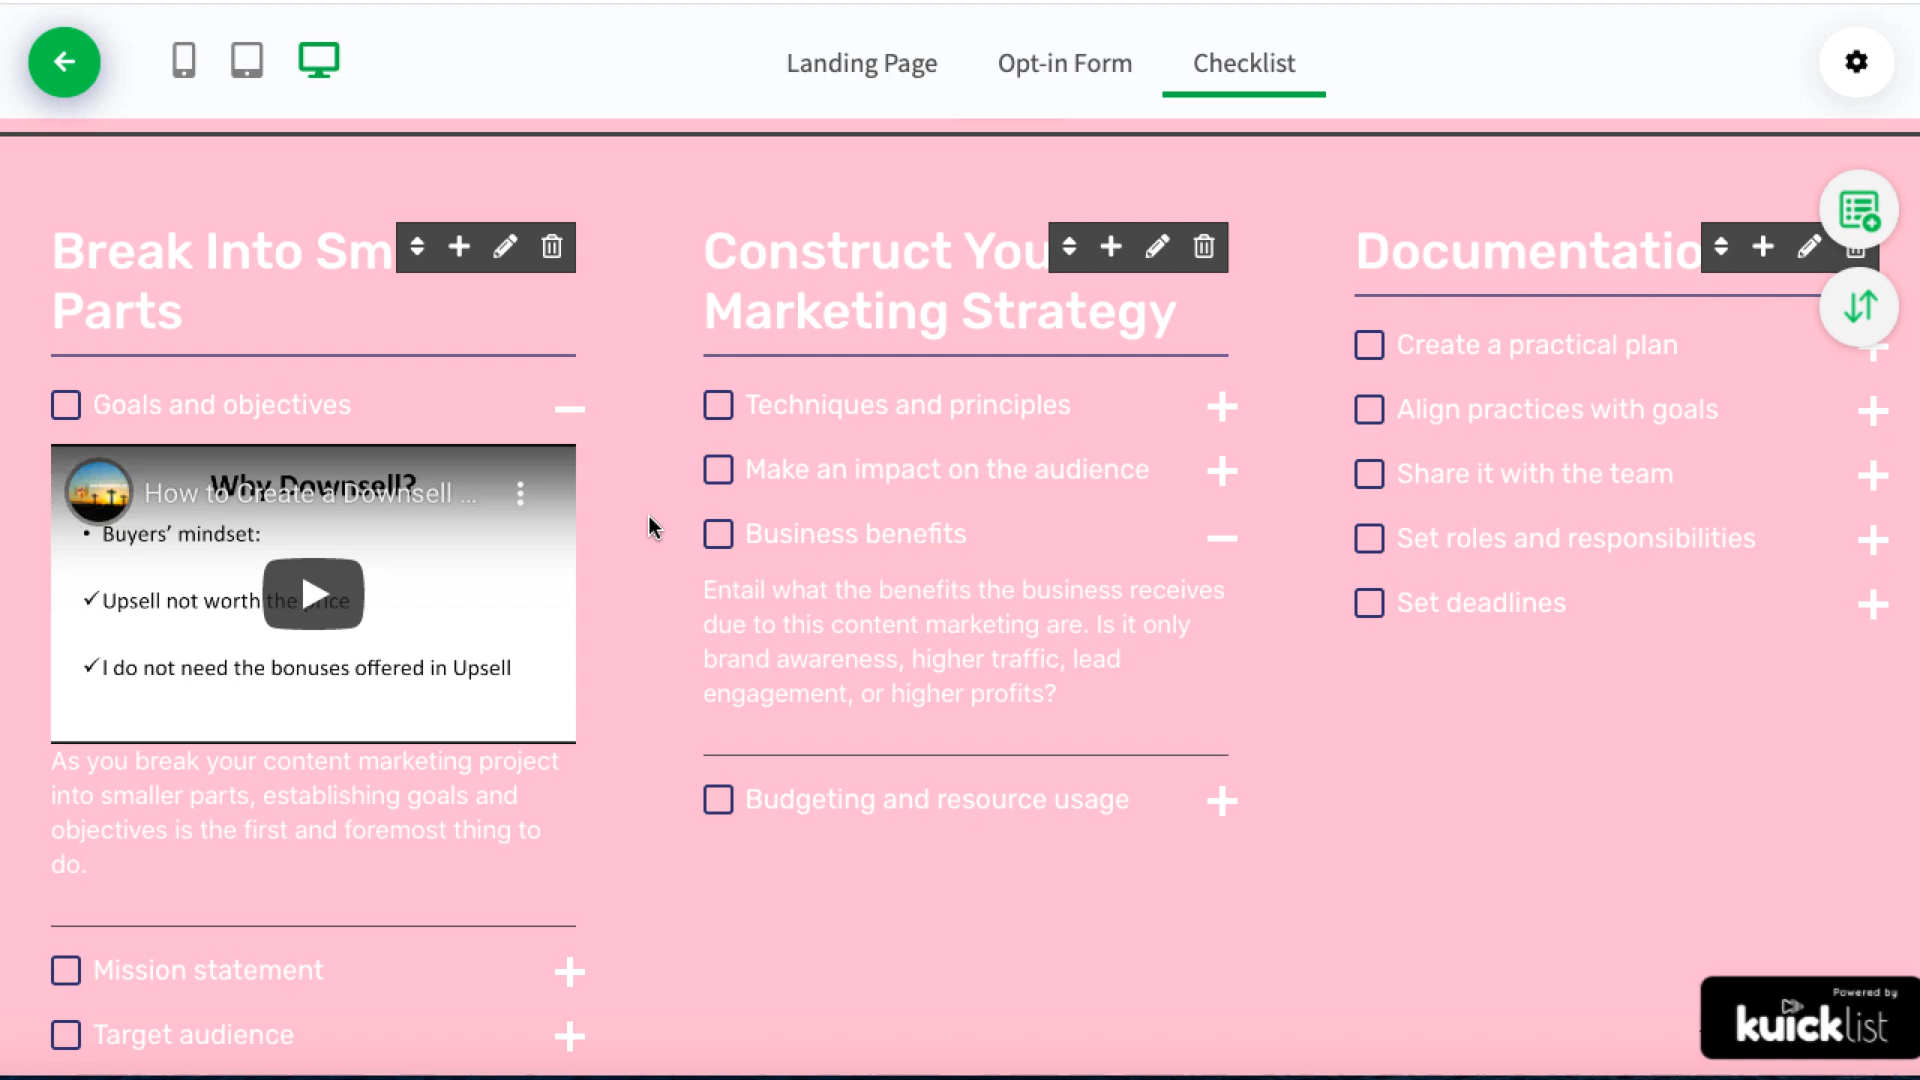 Landing Page
Opt-in Form
Checklist
Break Into Sm
Parts
Goals and objectives
Why Downsell?
How to Create a Downsell ...
• Buyers’ mindset:
✓Upsell not worth the price
✓I do not need the bonuses offered in Upsell
As you break your content marketing project
into smaller parts, establishing goals and
objectives is the first and foremost thing to
do.
Mission statement
Target audience
Construct You
Marketing Strategy
Techniques and principles
Make an impact on the audience
Business benefits
Entail what the benefits the business receives
due to this content marketing are. Is it only
brand awareness, higher traffic, lead
engagement, or higher profits?
Budgeting and resource usage
Documentatio
Create a practical plan
Align practices with goals
Share it with the team
Set roles and responsibilities
Set deadlines
Powered by
kuicklist